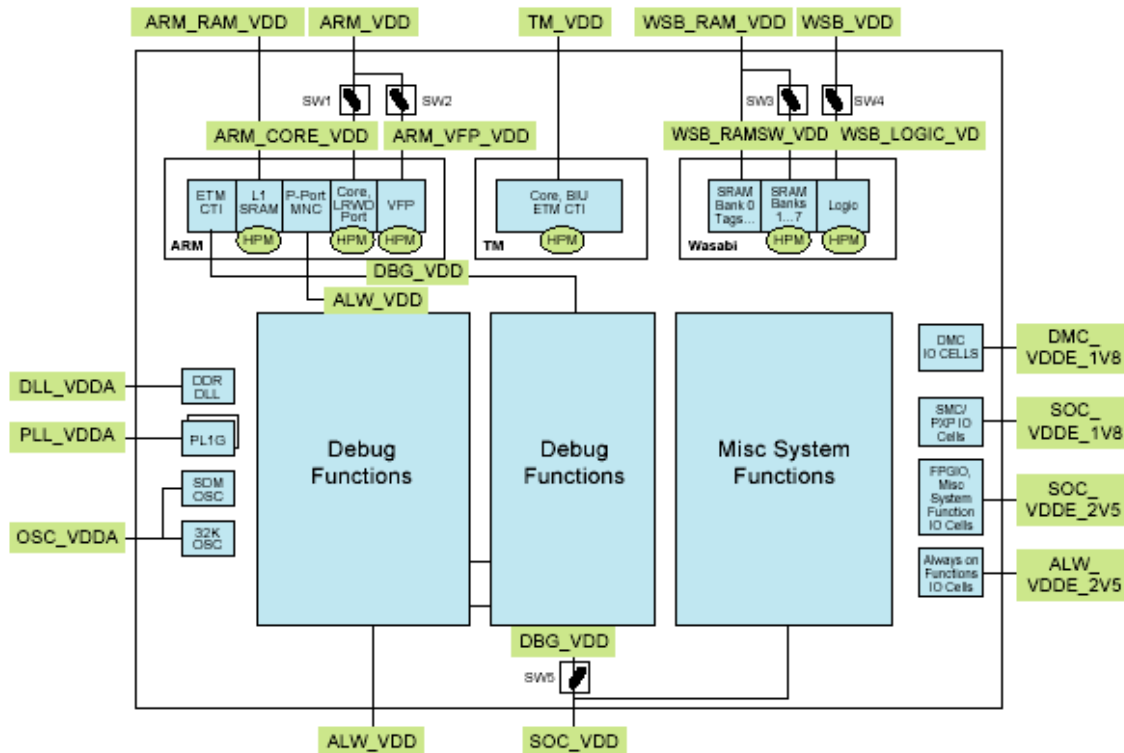 ARM_RAM_VDD
ARM_VDD
TM_VDD
WSB_RAM_VDD
WSB_VDD
SW1
SW2
SW3
SW4
ARM_CORE_VDD
ARM_VFP_VDD
WSB_RAMSW_VDD
WSB_LOGIC_VD
ETM
CTI
L1
SRAM
P-Port
MNC
Core,
LRWD
Port
VFP
HPM
HPM
HPM
ARM
Core, BIU
ETM CTI
HPM
TM
SRAM
Bank 0
Tags...
SRAM
Banks
1...7
Logic
HPM
HPM
Wasabi
DBG_VDD
ALW_VDD
DLL_VDDA
DDR
DLL
PLL_VDDA
PL1G
OSC_VDDA
SDM
OSC
32K
OSC
Debug
Functions
Debug
Functions
Misc System
Functions
DMC
IO CELLS
DMC_
VDDE_1V8
SMC/
PXP IO
Cells
SOC_
VDDE_1V8
FPGIO,
Misc
System
Function
IO Cells
SOC_
VDDE_2V5
Always on
Functions
IO Cells
ALW_
VDDE_2V5
DBG_VDD
SW5
ALW_VDD
SOC_VDD